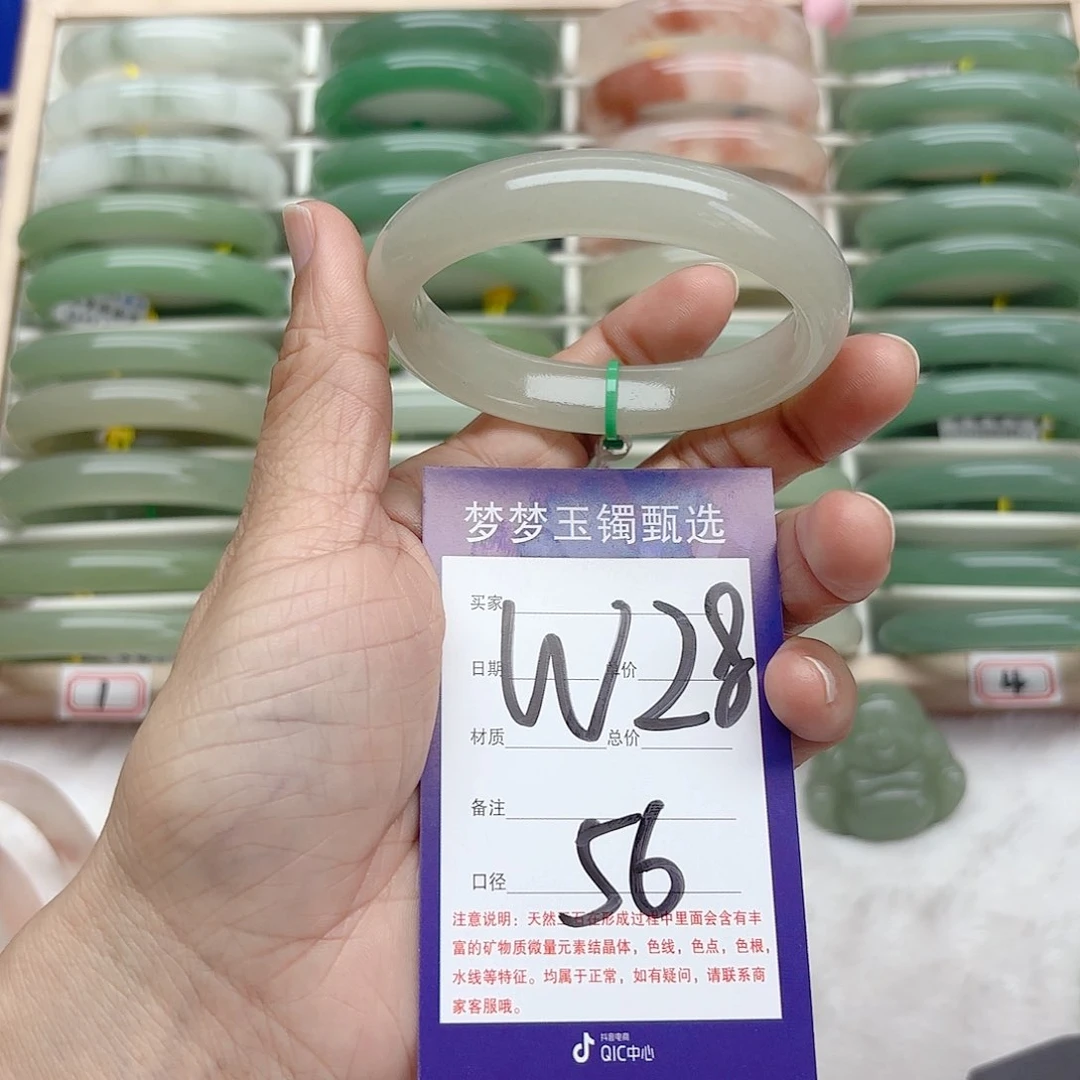 梦梦玉镯甄选
买家
W28
日期 单价
材质 总价
备注
56
口径
注意说明：天然玉石在形成过程中里面会含有丰
富的矿物质微量元素结晶体，色线，色点，色根，
水线等特征。均属于正常，如有疑问，请联系商
家客服哦。
抖音电商
QIC中心
1
4